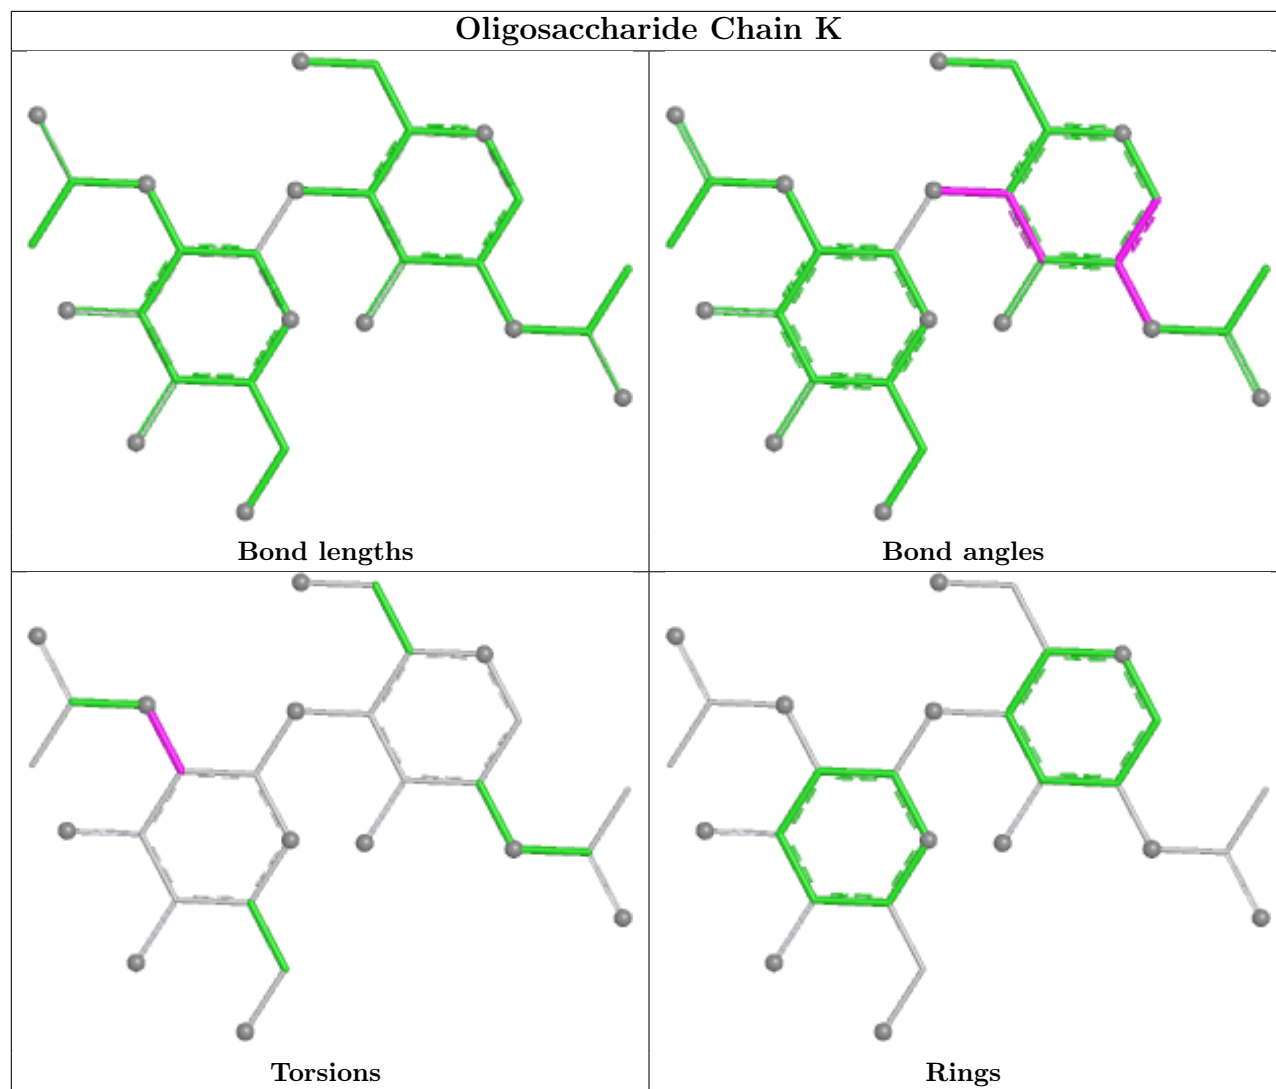 Oligosaccharide Chain K
Bond lengths
Bond angles
Torsions
Rings